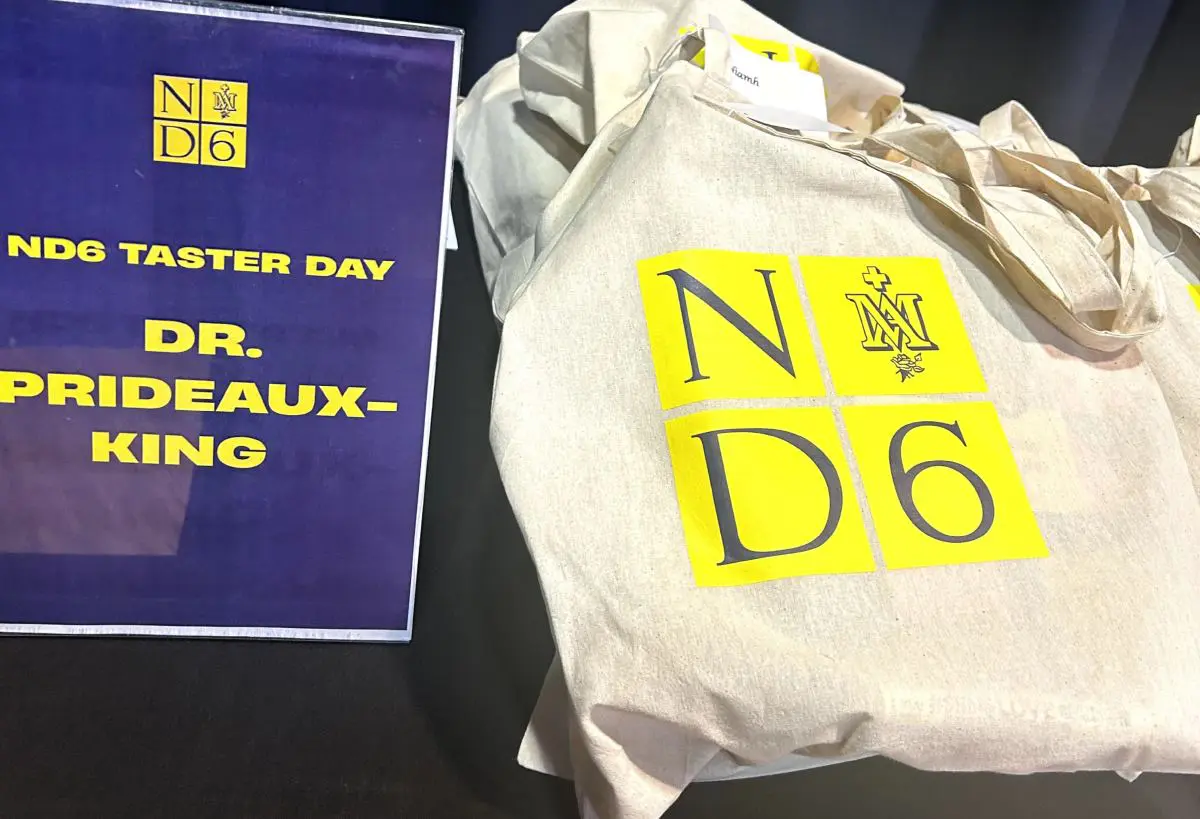 N
D6
ND6 TASTER DAY
DR.
PRIDEAUX-
KING
N
D6